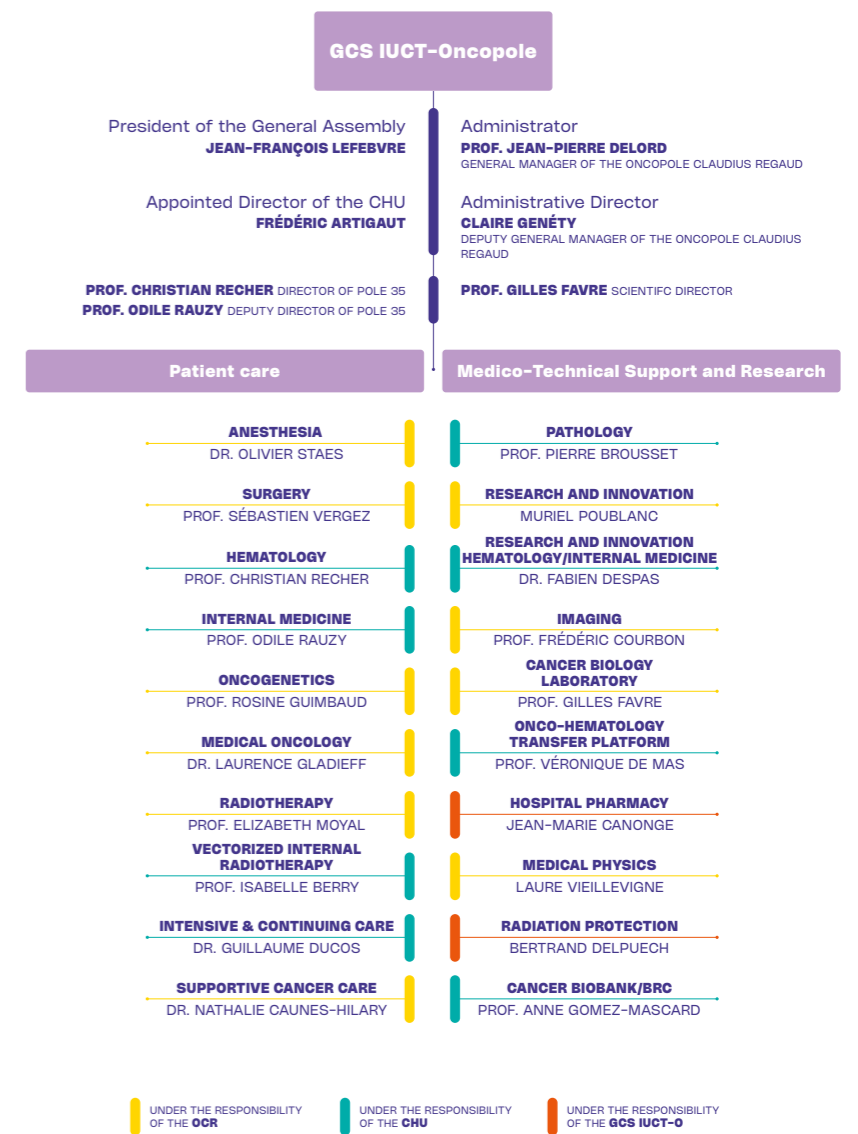 GCS IUCT-Oncopole
President of the General Assembly
JEAN-FRANÇOIS LEFEBVRE
Administrator
PROF. JEAN-PIERRE DELORD
GENERAL MANAGER OF THE ONCOPOLE CLAUDIUS REGAUD
Appointed Director of the CHU
FRÉDÉRIC ARTIGAUT
Administrative Director
CLAIRE GENÉTY
DEPUTY GENERAL MANAGER OF THE ONCOPOLE CLAUDIUS
REGAUD
PROF. CHRISTIAN RECHER DIRECTOR OF POLE 35
PROF. ODILE RAUZY DEPUTY DIRECTOR OF POLE 35
PROF. GILLES FAVRE SCIENTIFC DIRECTOR
Patient care
ANESTHESIA
DR. OLIVIER STAES
SURGERY
PROF. SÉBASTIEN VERGEZ
HEMATOLOGY
PROF. CHRISTIAN RECHER
INTERNAL MEDICINE
PROF. ODILE RAUZY
ONCOGENETICS
PROF. ROSINE GUIMBAUD
MEDICAL ONCOLOGY
DR. LAURENCE GLADIEFF
RADIOTHERAPY
PROF. ELIZABETH MOYAL
VECTORIZED INTERNAL
RADIOTHERAPY
PROF. ISABELLE BERRY
INTENSIVE & CONTINUING CARE
DR. GUILLAUME DUCOS
SUPPORTIVE CANCER CARE
DR. NATHALIE CAUNES-HILARY
Medico-Technical Support and Research
PATHOLOGY
PROF. PIERRE BROUSSET
RESEARCH AND INNOVATION
MURIEL POUBLANC
RESEARCH AND INNOVATION
HEMATOLOGY/INTERNAL MEDICINE
DR. FABIEN DESPAS
IMAGING
PROF. FRÉDÉRIC COURBON
CANCER BIOLOGY
LABORATORY
PROF. GILLES FAVRE
ONCO-HEMATOLOGY
TRANSFER PLATFORM
PROF. VÉRONIQUE DE MAS
HOSPITAL PHARMACY
JEAN-MARIE CANONGE
MEDICAL PHYSICS
LAURE VIEILLEVIGNE
RADIATION PROTECTION
BERTRAND DELPUECH
CANCER BIOBANK/BRC
PROF. ANNE GOMEZ-MASCARD
UNDER THE RESPONSIBILITY
OF THE OCR
UNDER THE RESPONSIBILITY
OF THE CHU
UNDER THE RESPONSIBILITY
OF THE GCS IUCT-O